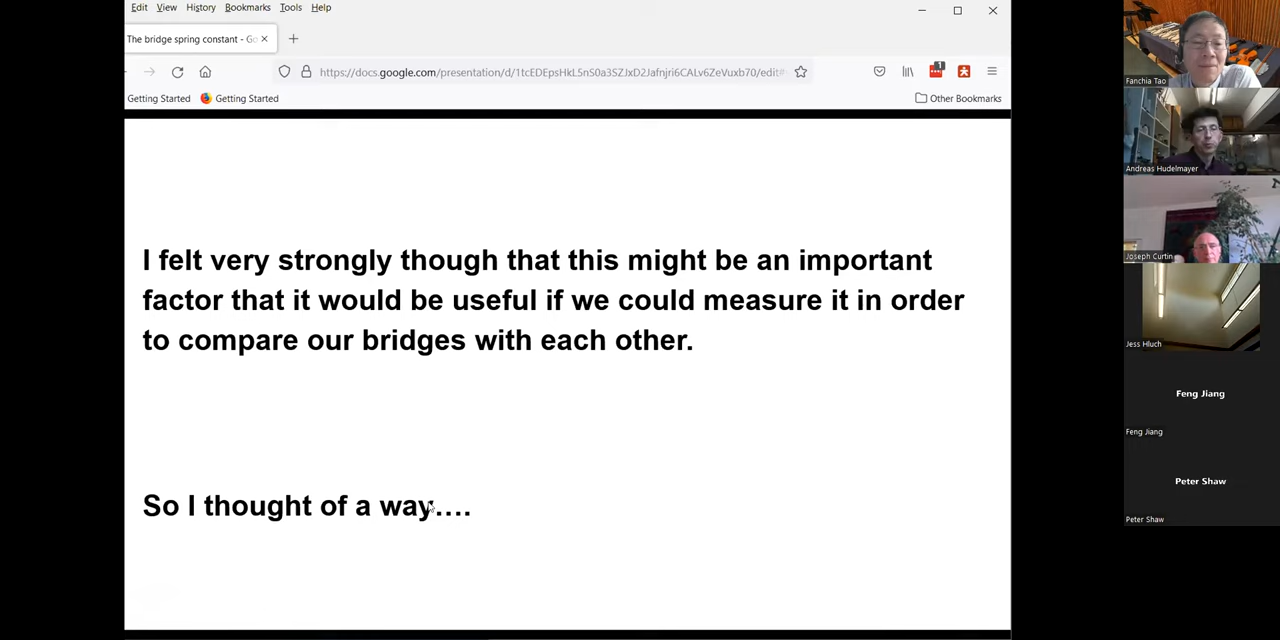 Edit View History Bookmarks Tools Help
The bridge spring constant - Go
https://docs.google.com/presentation/d/1tcEDEpsHkL5nS0a3SZJxD2Jafnjri6CALv6ZeVuxb70/edit#
1
Getting Started Getting Started Other Bookmarks
I felt very strongly though that this might be an important
factor that it would be useful if we could measure it in order
to compare our bridges with each other.
So I thought of a way….
Fanchia Tao
Andreas Hudelmayer
Joseph Curtin
Jess Hluch
Feng Jiang
Feng Jiang
Peter Shaw
Peter Shaw